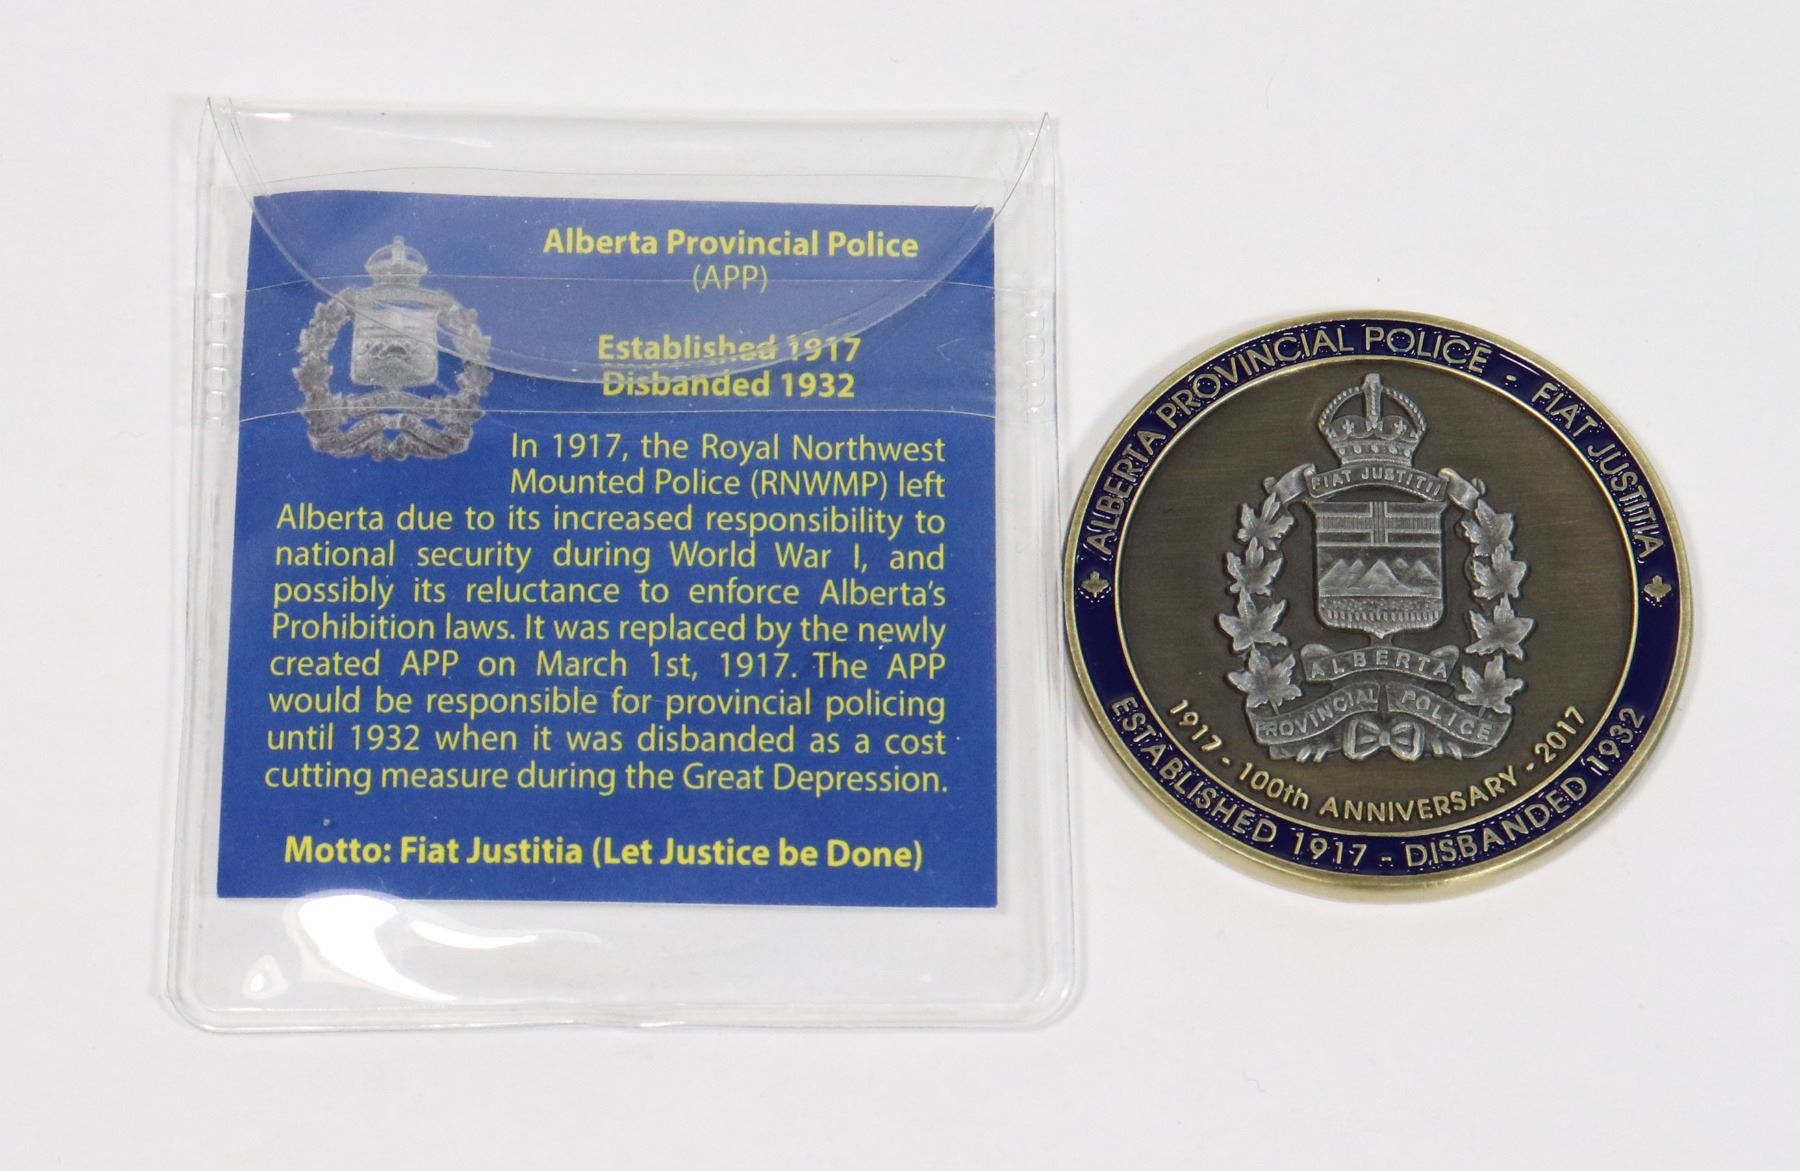 Alberta Provincial Police
(APP)
Established 1917
Disbanded 1932
In 1917, the Royal Northwest
Mounted Police (RNWMP) left
Alberta due to its increased responsibility to
national security during World War I, and
possibly its reluctance to enforce Alberta's
Prohibition laws. It was replaced by the newly
created APP on March 1st, 1917. The APP
would be responsible for provincial policing
until 1932 when it was disbanded as a cost
cutting measure during the Great Depression.
Motto: Fiat Justitia (Let Justice be Done)
ALBERTA PROVINCIAL POLICE - FIAT JUSTITIA
FIAT JUSTITII
ALBERTA
PROVINCIAL POLICE
1917 - 100th ANNIVERSARY - 2017
ESTABLISHED 1917 - DISBANDED 1932